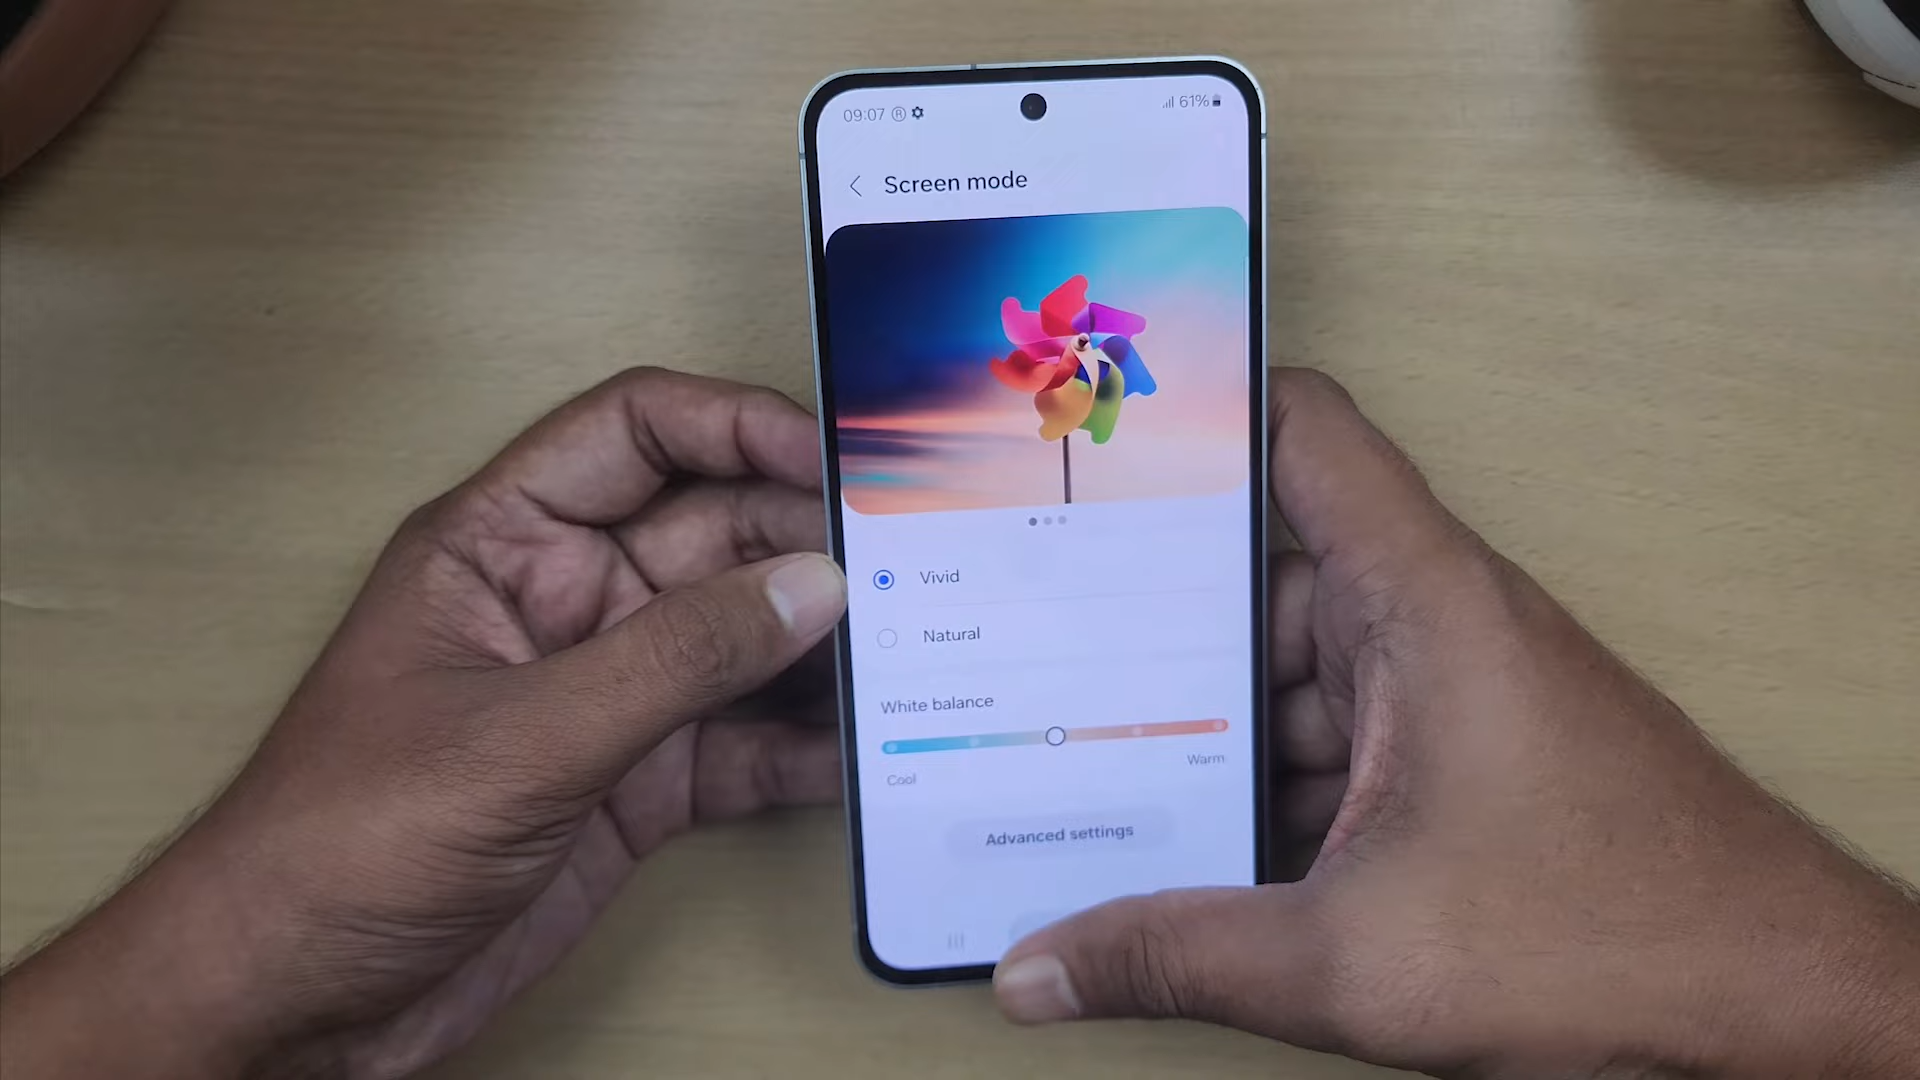 09:07 ® 61%
Screen mode
Vivid
Natural
White balance
Cool Warm
Advanced settings